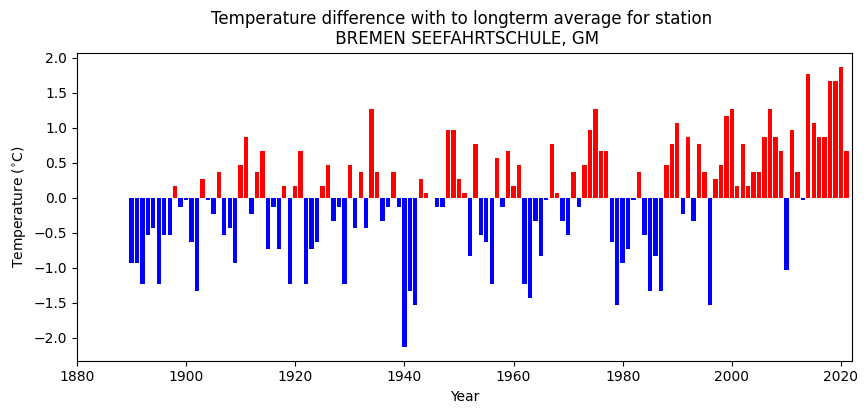 Temperature difference with to longterm average for station
BREMEN SEEFAHRTSCHULE, GM
2.0
1.5
1.0
0.5
0.0
−0.5
−1.0
−1.5
−2.0
Temperature (°C)
1880 1900 1920 1940 1960 1980 2000 2020
Year